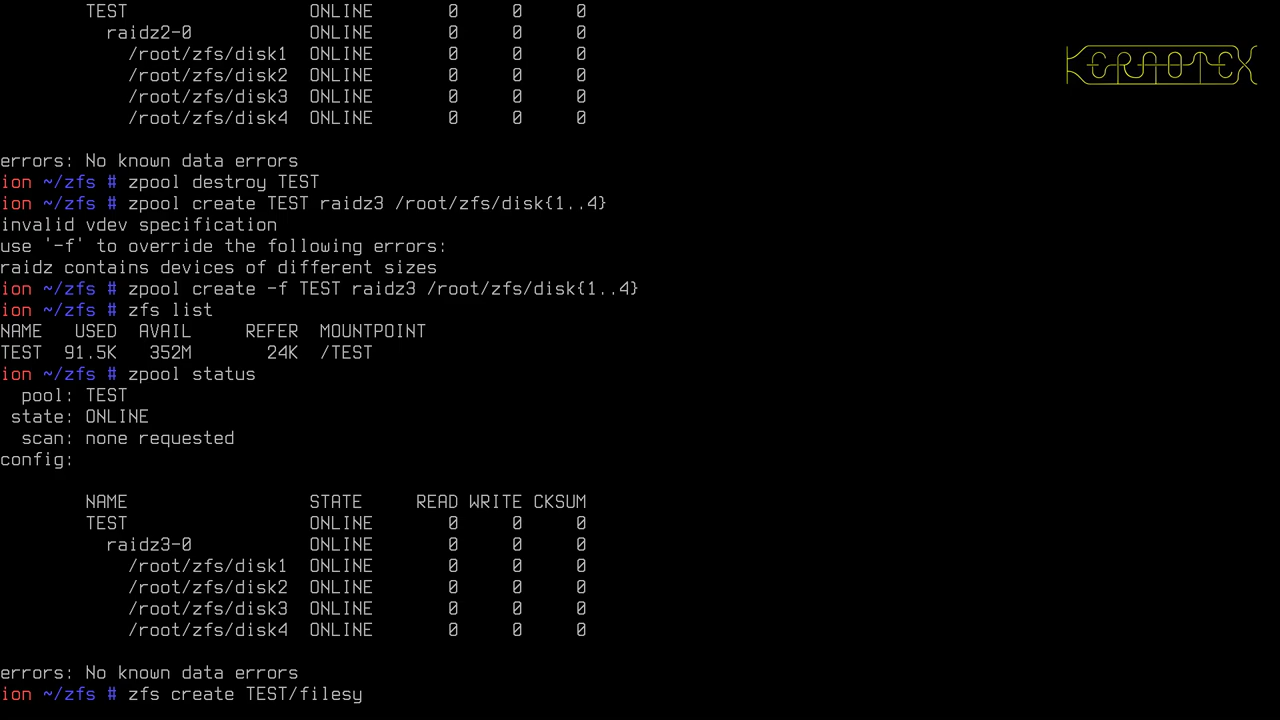 TEST ONLINE 0 0 0
raidz2-0 ONLINE 0 0 0
/root/zfs/disk1 ONLINE 0 0 0
/root/zfs/disk2 ONLINE 0 0 0
/root/zfs/disk3 ONLINE 0 0 0
/root/zfs/disk4 ONLINE 0 0 0
KERAOTEX
errors: No known data errors
ion ~/zfs # zpool destroy TEST
ion ~/zfs # zpool create TEST raidz3 /root/zfs/disk{1..4}
invalid vdev specification
use '-f' to override the following errors:
raidz contains devices of different sizes
ion ~/zfs # zpool create -f TEST raidz3 /root/zfs/disk{1..4}
ion ~/zfs # zfs list
NAME USED AVAIL REFER MOUNTPOINT
TEST 91.5K 352M 24K /TEST
ion ~/zfs # zpool status
pool: TEST
state: ONLINE
scan: none requested
config:
NAME STATE READ WRITE CKSUM
TEST ONLINE 0 0 0
raidz3-0 ONLINE 0 0 0
/root/zfs/disk1 ONLINE 0 0 0
/root/zfs/disk2 ONLINE 0 0 0
/root/zfs/disk3 ONLINE 0 0 0
/root/zfs/disk4 ONLINE 0 0 0
errors: No known data errors
ion ~/zfs # zfs create TEST/filesy